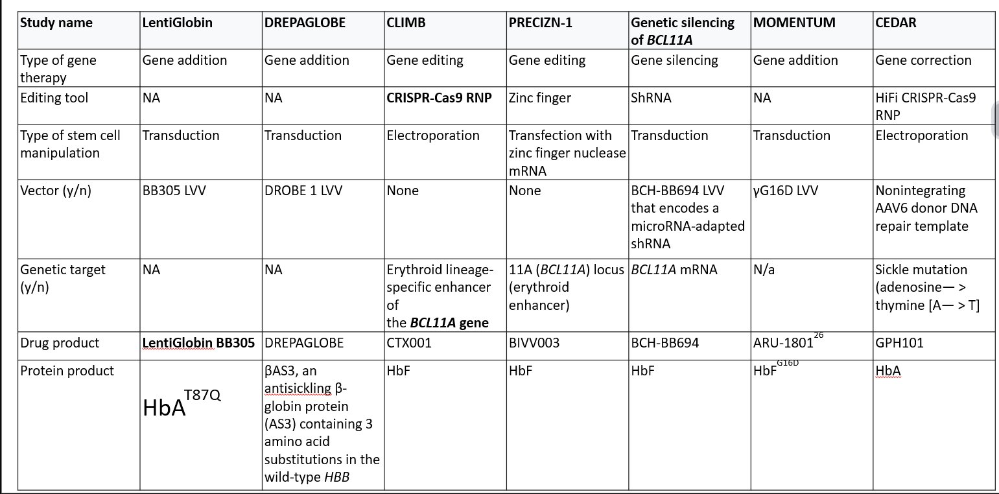 Study name
LentiGlobin
DREPAGLOBE
CLIMB
PRECIZN-1
Genetic silencing
of BCL11A
MOMENTUM
CEDAR
Type of gene
therapy
Gene addition
Gene addition
Gene editing
Gene editing
Gene silencing
Gene addition
Gene correction
Editing tool
NA
NA
CRISPR-Cas9 RNP
Zinc finger
ShRNA
NA
HiFi CRISPR-Cas9
RNP
Type of stem cell
manipulation
Transduction
Transduction
Electroporation
Transfection with
zinc finger nuclease
mRNA
Transduction
Transduction
Electroporation
Vector (y/n)
BB305 LVV
DROBE 1 LVV
None
None
BCH-BB694 LVV
that encodes a
microRNA-adapted
shRNA
γG16D LVV
Nonintegrating
AAV6 donor DNA
repair template
Genetic target
(y/n)
NA
NA
Erythroid lineage-
specific enhancer
of
the BCL11A gene
11A (BCL11A) locus
(erythroid
enhancer)
BCL11A mRNA
N/a
Sickle mutation
(adenosine— >
thymine [A— > T]
Drug product
LentiGlobin BB305
DREPAGLOBE
CTX001
BIVV003
BCH-BB694
ARU-1801 26
GPH101
Protein product
HbA T87Q
βAS3, an
antisickling β-
globin protein
(AS3) containing 3
amino acid
substitutions in the
wild-type HBB
HbF
HbF
HbF
HbF G16D
HbA